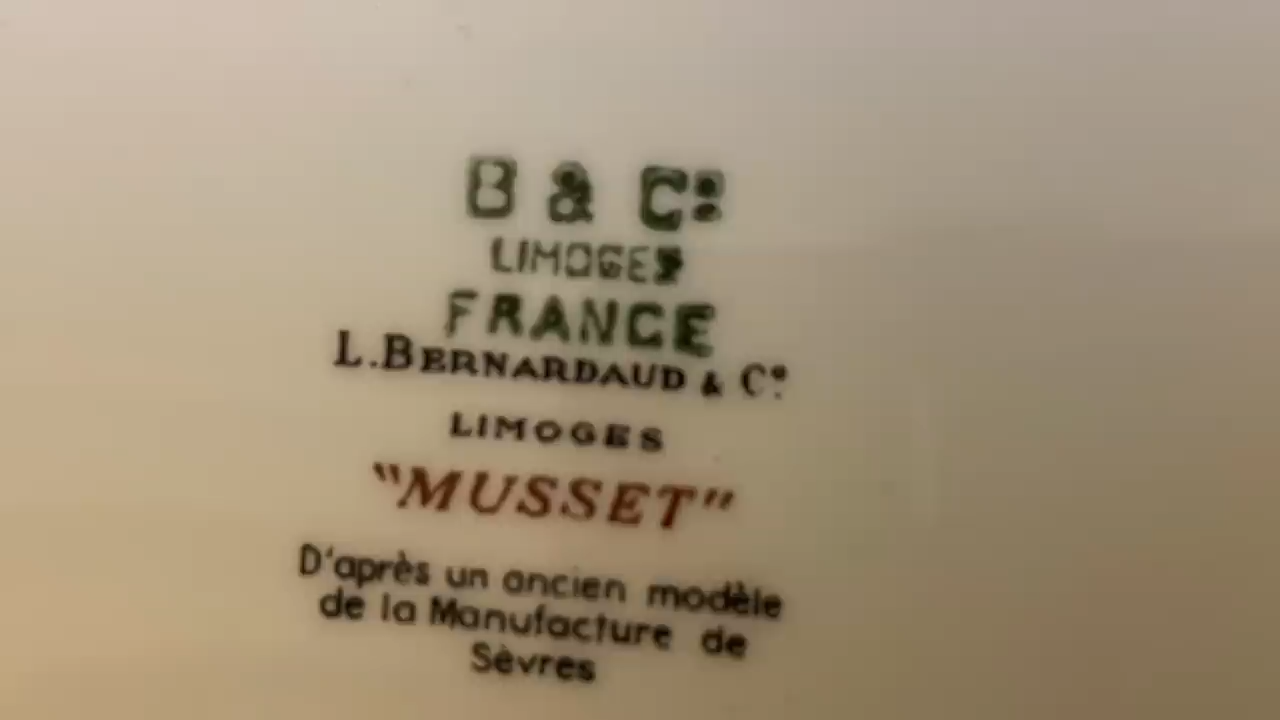 B & Cº
LIMOGES
FRANCE
L. BERNARDAUD & Cº
LIMOGES
"MUSSET"
D'après un ancien modèle
de la Manufacture de
Sèvres